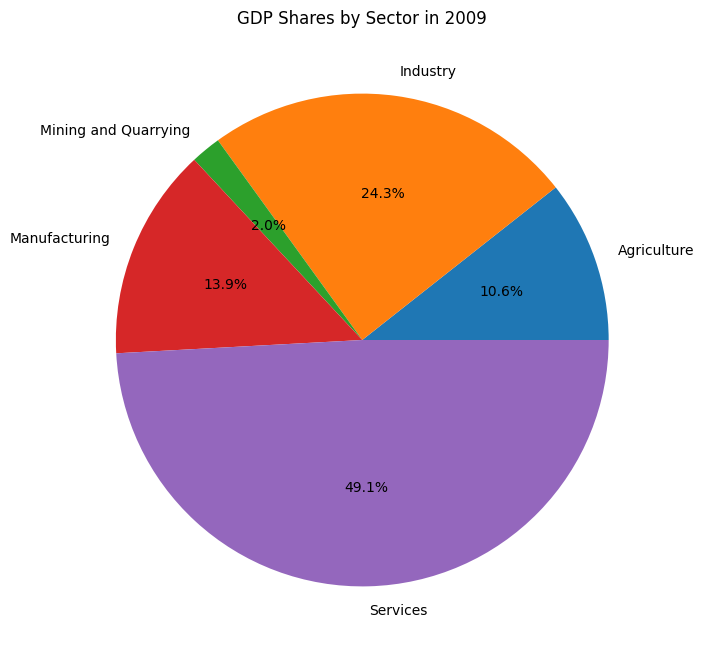 GDP Shares by Sector in 2009
Industry
Mining and Quarrying
24.3%
2.0%
Manufacturing
Agriculture
13.9%
10.6%
49.1%
Services